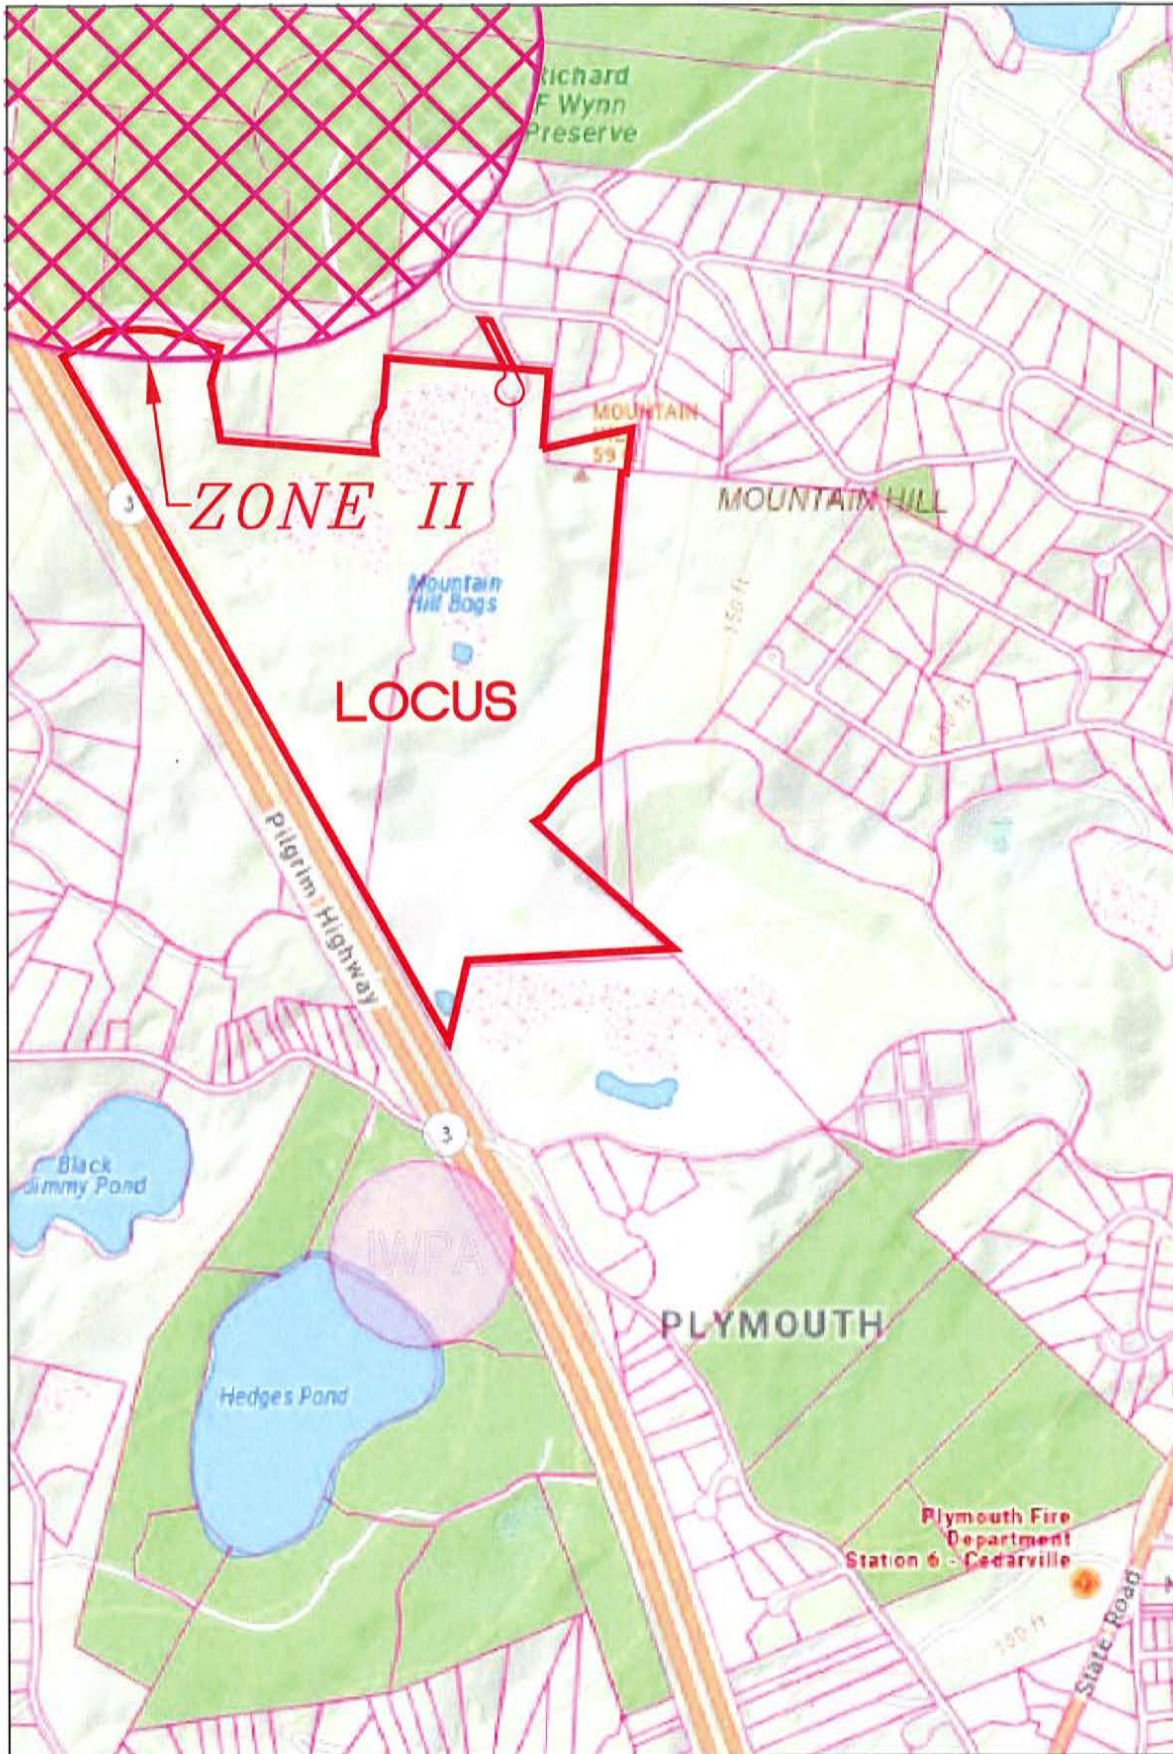 Richard
F Wynn
Preserve
MOUNTAIN
59
3
ZONE II
MOUNTAIN HILL
Mountain
Hill Bogs
150 ft
LOCUS
Pilgrim Highway
3
Black
Jimmy Pond
IWPA
PLYMOUTH
Hedges Pond
Plymouth Fire
Department
Station 6 - Cedarville
150 ft
State Road